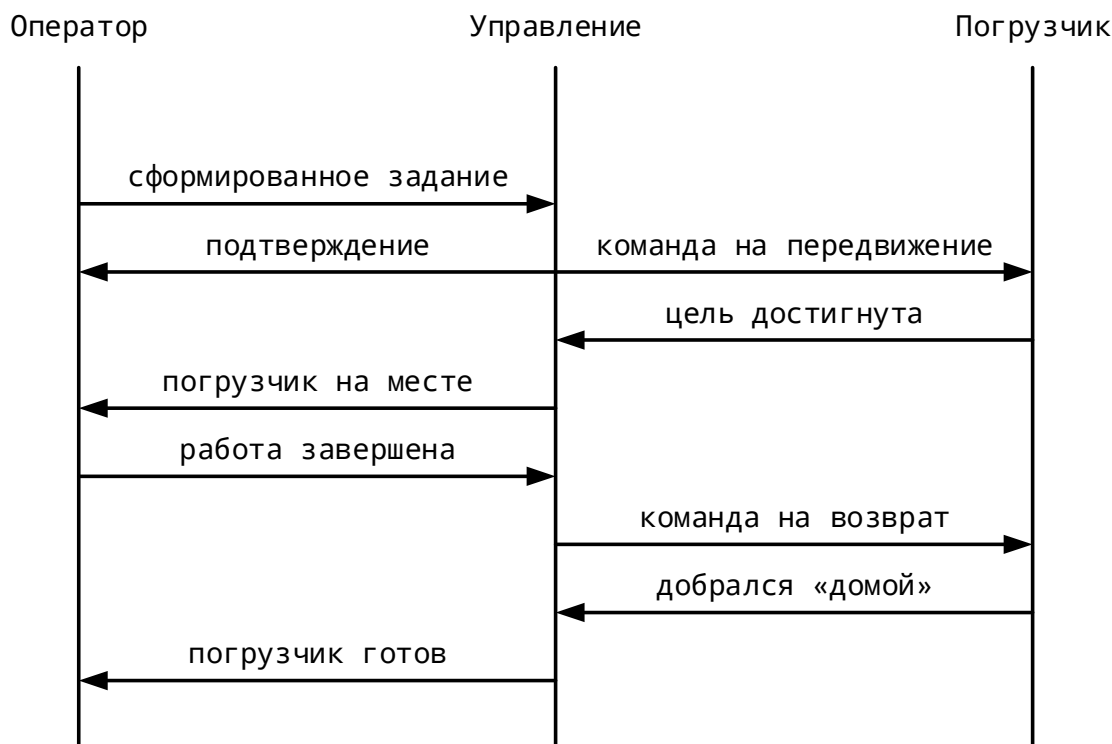 Оператор Управление Погрузчик
сформированное задание
подтверждение команда на передвижение
цель достигнута
погрузчик на месте
работа завершена
команда на возврат
добрался «домой»
погрузчик готов